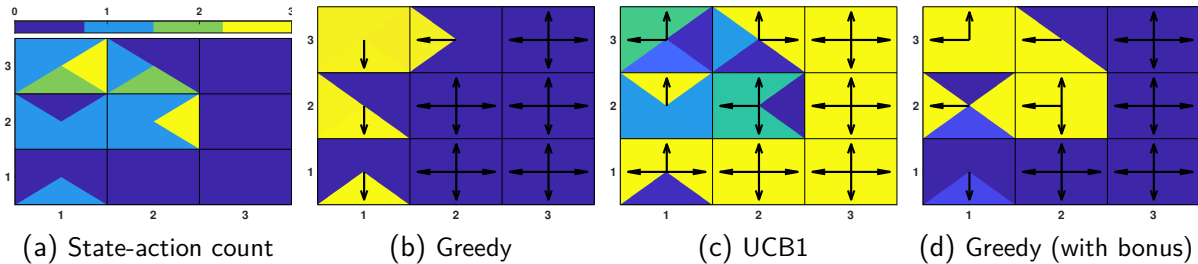 0 1 2 3
3 3 3 3
2 2 2 2
1 1 1 1
1 2 3 1 2 3 1 2 3 1 2 3
(a) State-action count (b) Greedy (c) UCB1 (d) Greedy (with bonus)